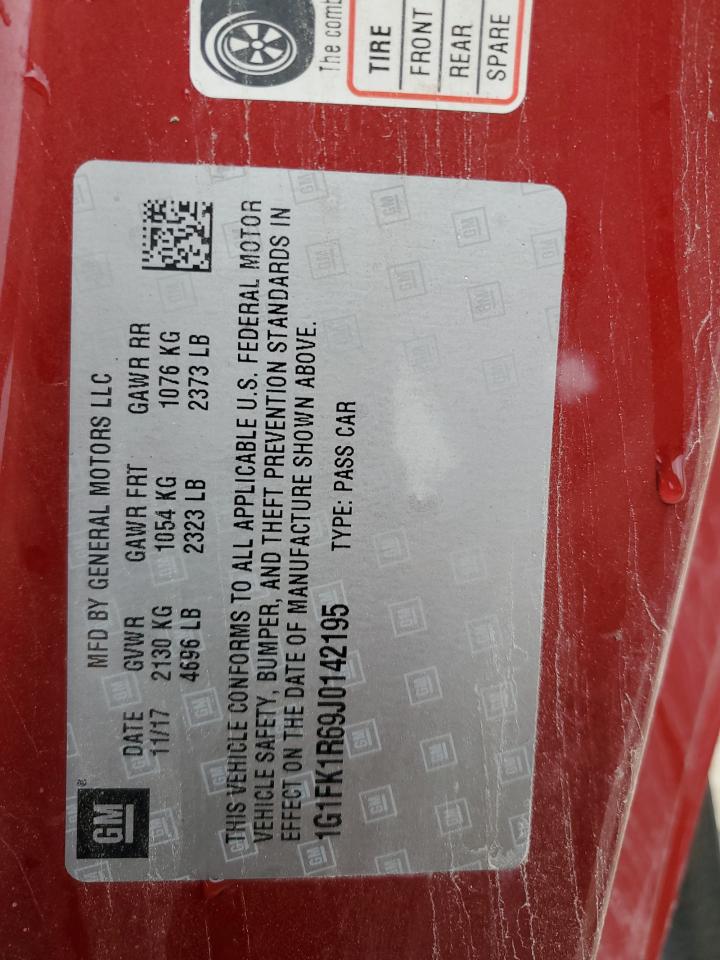 The comb
TIRE
FRONT
REAR
SPARE
GM
MFD BY GENERAL MOTORS LLC
DATE GVWR GAWR FRT GAWR RR
11/17 2130 KG 1054 KG 1076 KG
4696 LB 2323 LB 2373 LB
THIS VEHICLE CONFORMS TO ALL APPLICABLE U.S. FEDERAL MOTOR
VEHICLE SAFETY, BUMPER, AND THEFT PREVENTION STANDARDS IN
EFFECT ON THE DATE OF MANUFACTURE SHOWN ABOVE.
1G1FK1R69J0142195 TYPE: PASS CAR